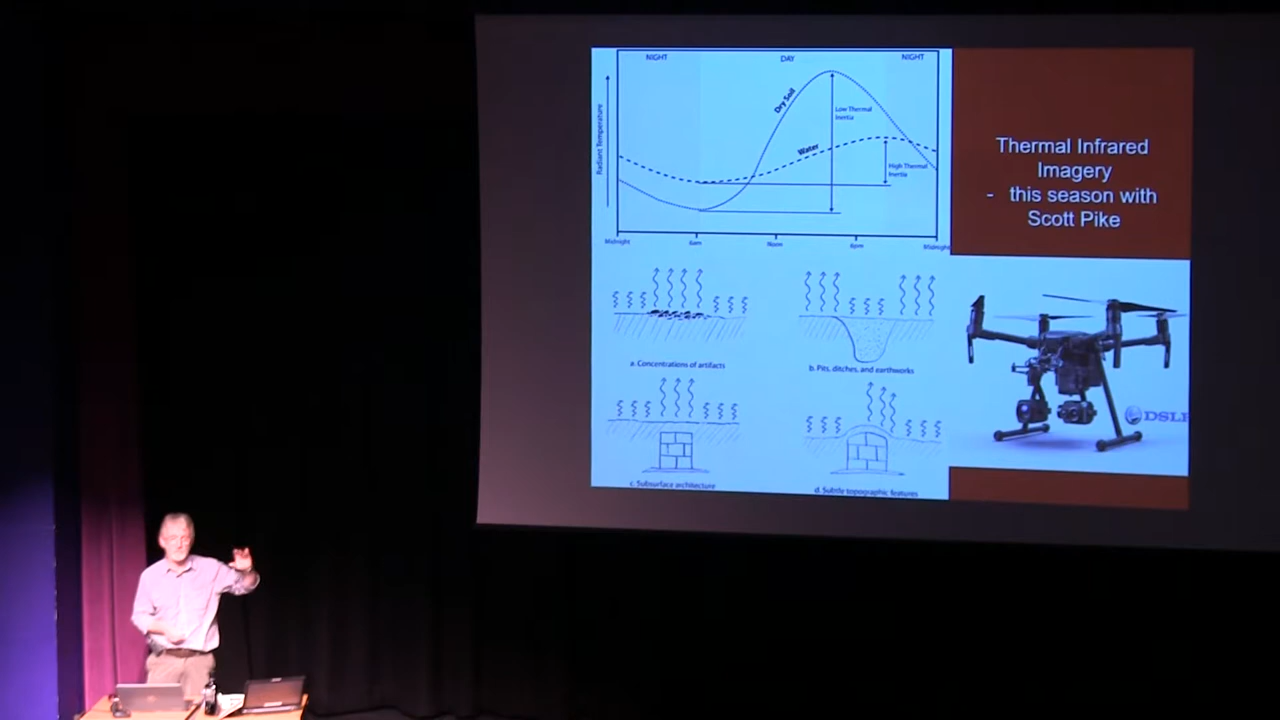 NIGHT
DAY
NIGHT
Radiant Temperature
Dry Soil
Low Thermal
Inertia
Water
High Thermal
Inertia
Midnight
6am
Noon
6pm
Midnight
Thermal Infrared
Imagery
- this season with
Scott Pike
a. Concentrations of artifacts
b. Pits, ditches, and earthworks
c. Subsurface architecture
d. Subtle topographic features